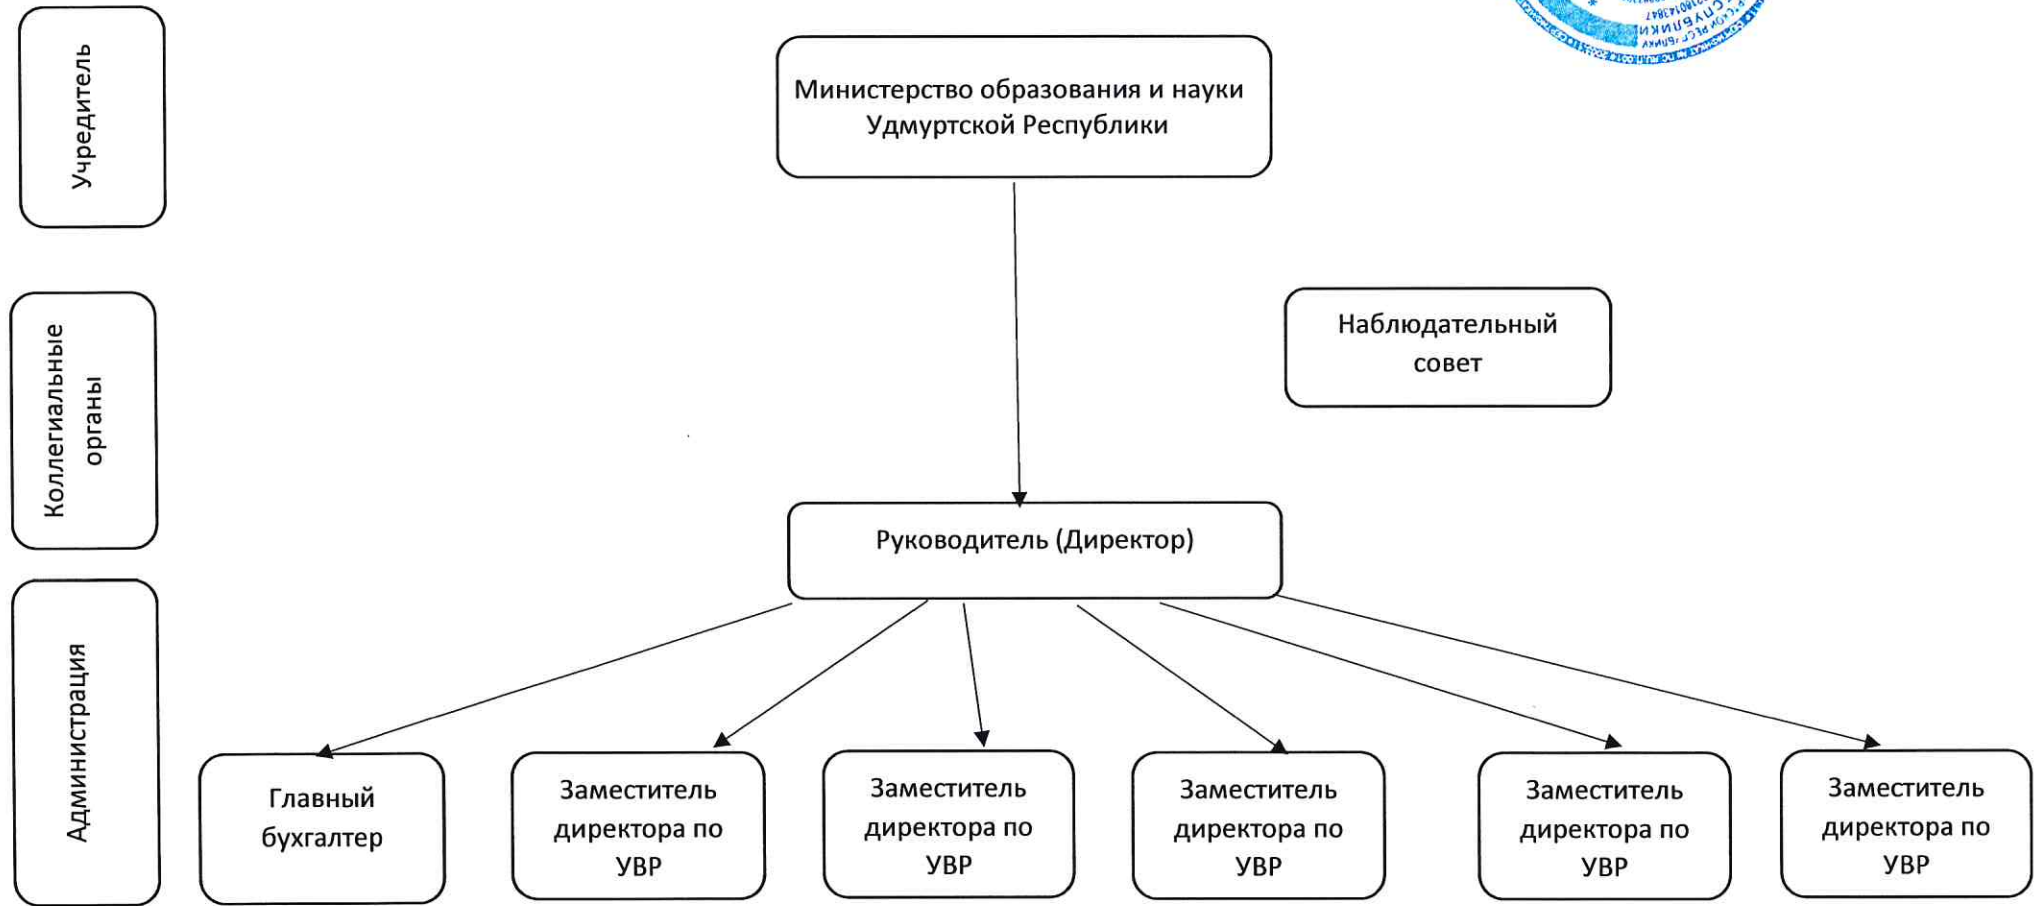 Учредитель
Министерство образования и науки
Удмуртской Республики
Коллегиальные
органы
Наблюдательный
совет
Руководитель (Директор)
Администрация
Главный
бухгалтер
Заместитель
директора по
УВР
Заместитель
директора по
УВР
Заместитель
директора по
УВР
Заместитель
директора по
УВР
Заместитель
директора по
УВР